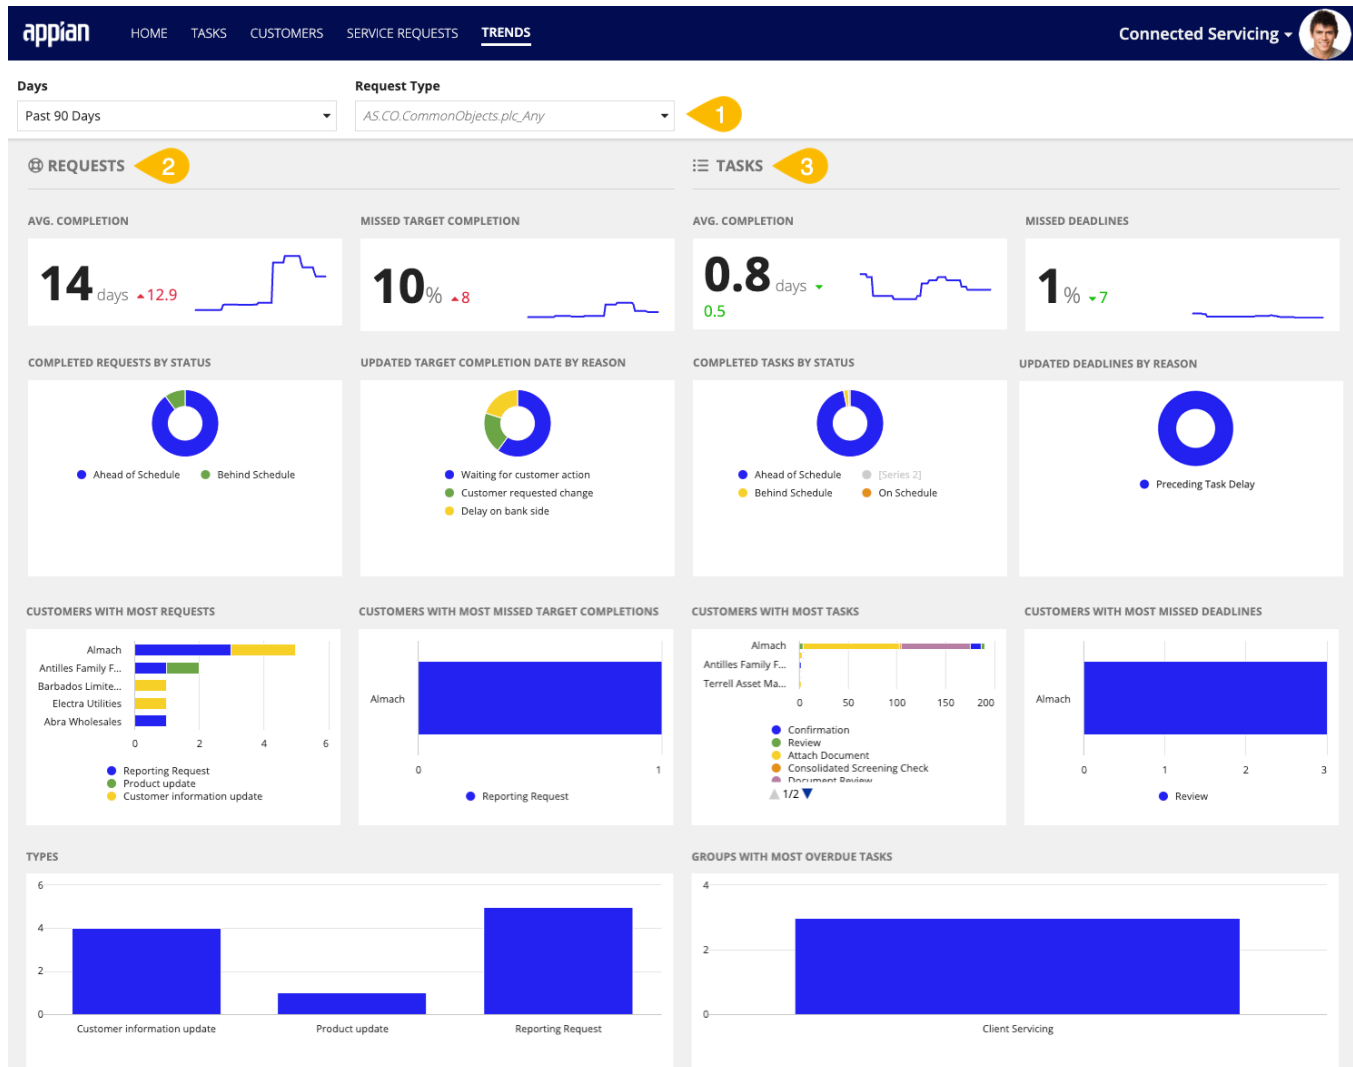 appian
HOME TASKS CUSTOMERS SERVICE REQUESTS TRENDS
Connected Servicing
Days
Past 90 Days
Request Type
AS.CO.CommonObjects.plc_Any
1
REQUESTS
2
TASKS
3
AVG. COMPLETION
14 days 12.9
MISSED TARGET COMPLETION
10% 8
AVG. COMPLETION
0.8 days
0.5
MISSED DEADLINES
1% 7
COMPLETED REQUESTS BY STATUS
Ahead of Schedule Behind Schedule
UPDATED TARGET COMPLETION DATE BY REASON
Waiting for customer action
Customer requested change
Delay on bank side
COMPLETED TASKS BY STATUS
Ahead of Schedule [Series 2]
Behind Schedule On Schedule
UPDATED DEADLINES BY REASON
Preceding Task Delay
CUSTOMERS WITH MOST REQUESTS
Almach
Antilles Family F...
Barbados Limite...
Electra Utilities
Abra Wholesales
0 2 4 6
Reporting Request
Product update
Customer information update
CUSTOMERS WITH MOST MISSED TARGET COMPLETIONS
Almach
0 1
Reporting Request
CUSTOMERS WITH MOST TASKS
Almach
Antilles Family F...
Terrell Asset Ma...
0 50 100 150 200
Confirmation
Review
Attach Document
Consolidated Screening Check
Document Review
1/2
CUSTOMERS WITH MOST MISSED DEADLINES
Almach
0 1 2 3
Review
TYPES
6
4
2
0
Customer information update Product update Reporting Request
GROUPS WITH MOST OVERDUE TASKS
4
2
0
Client Servicing